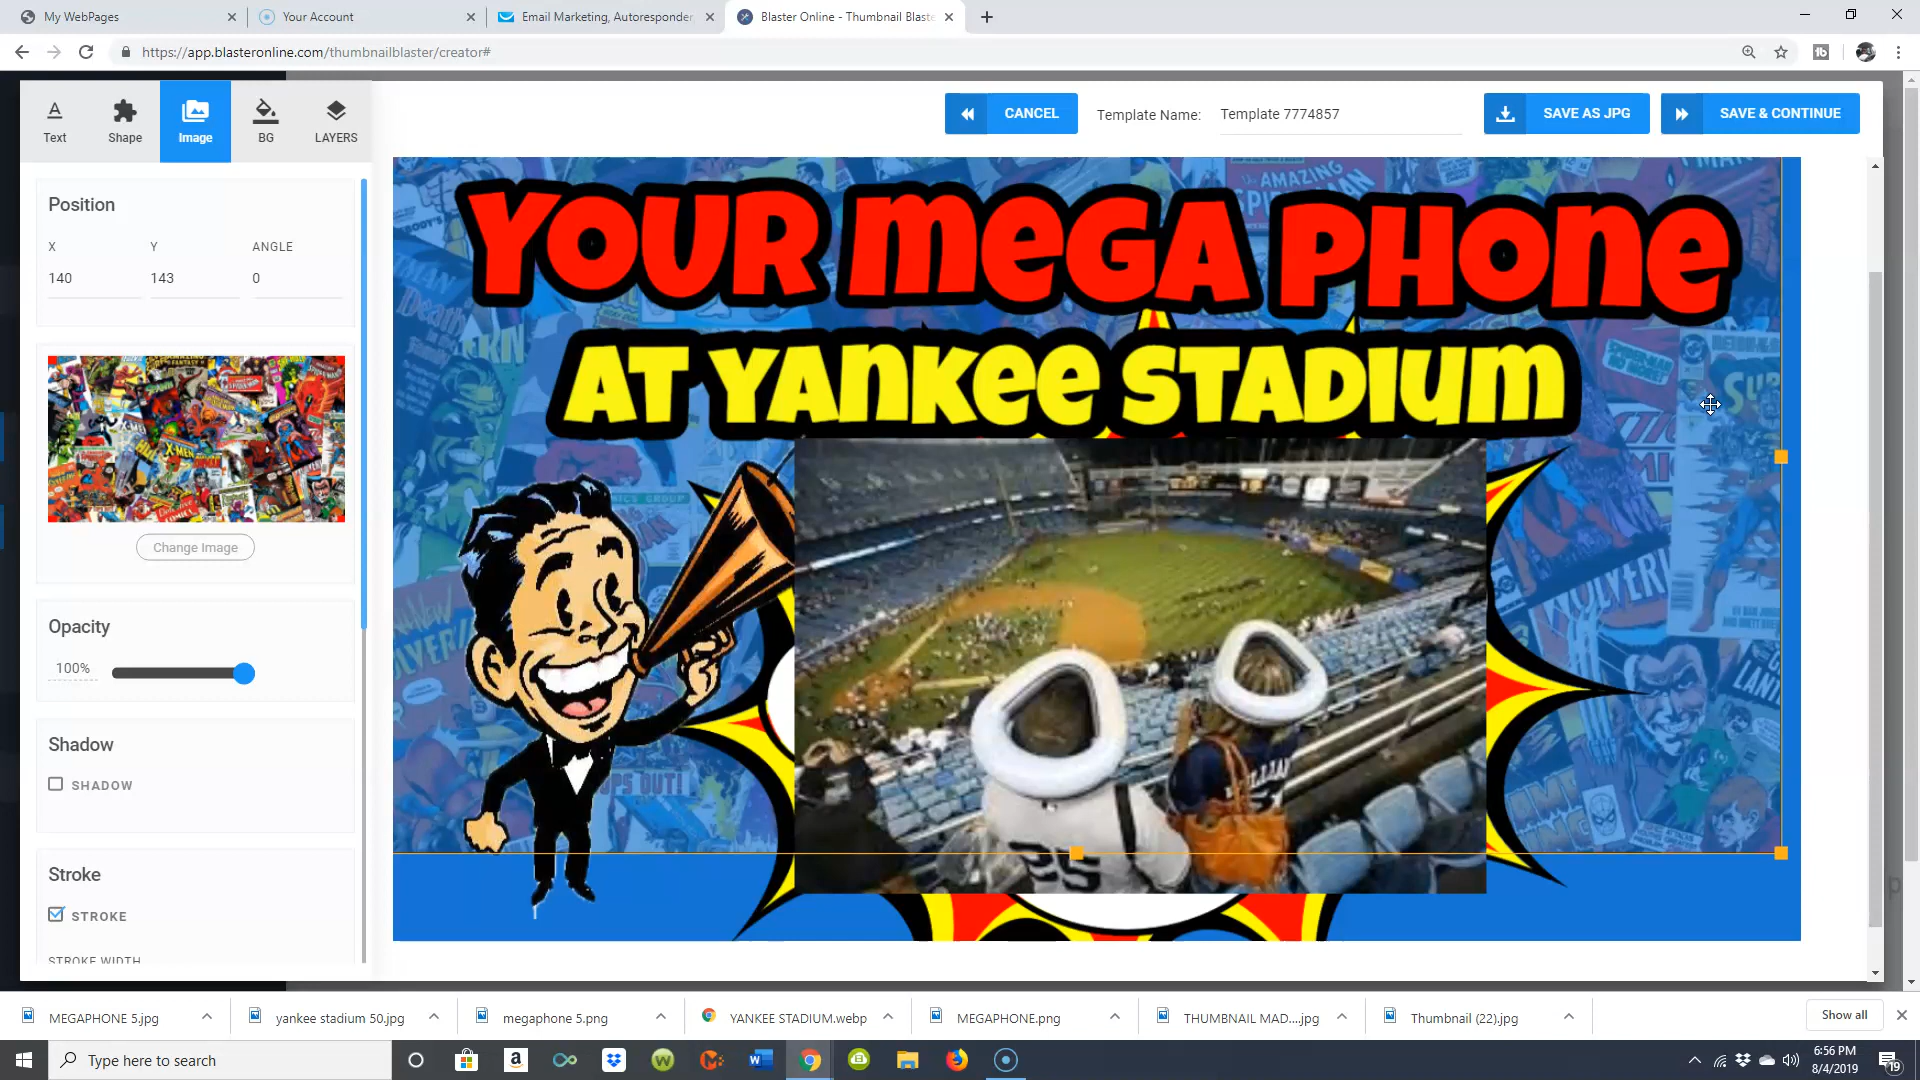 My WebPages
Your Account
Email Marketing, Autoresponder
Blaster Online - Thumbnail Blaste
https://app.blasteronline.com/thumbnailblaster/creator#
Text
Shape
Image
BG
LAYERS
CANCEL
Template Name:
Template 7774857
SAVE AS JPG
SAVE & CONTINUE
Position
X
Y
ANGLE
140
143
0
Change Image
Opacity
100%
Shadow
SHADOW
Stroke
STROKE
STROKE WIDTH
AMAZING
YOUR MEGA PHONE
AT YANKEE STADIUM
MEGAPHONE 5.jpg
yankee stadium 50.jpg
megaphone 5.png
YANKEE STADIUM.webp
MEGAPHONE.png
THUMBNAIL MAD....jpg
Thumbnail (22).jpg
Show all
Type here to search
6:56 PM
8/4/2019
19